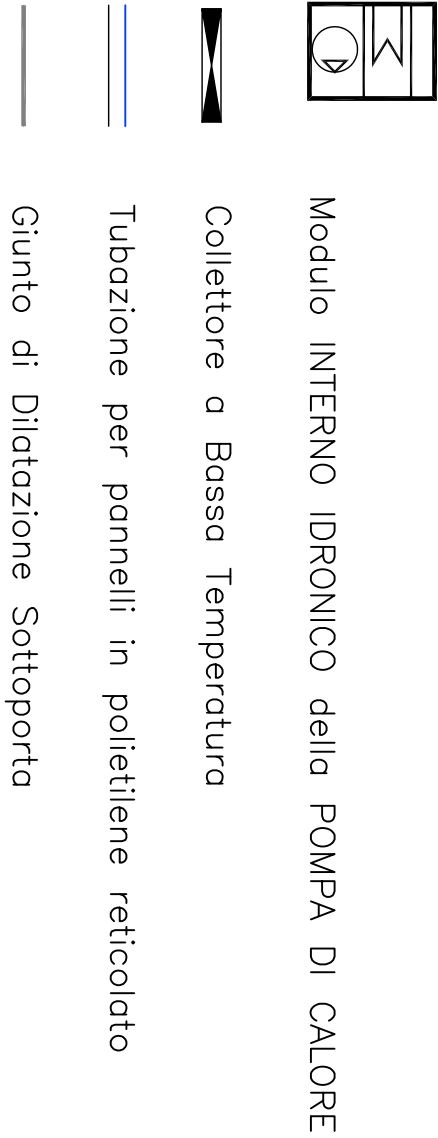 Modulo INTERNO IDRONICO della POMPA DI CALORE
Collettore a Bassa Temperatura
Tubazione per pannelli in polietilene reticolato
Giunto di Dilatazione Sottoporta